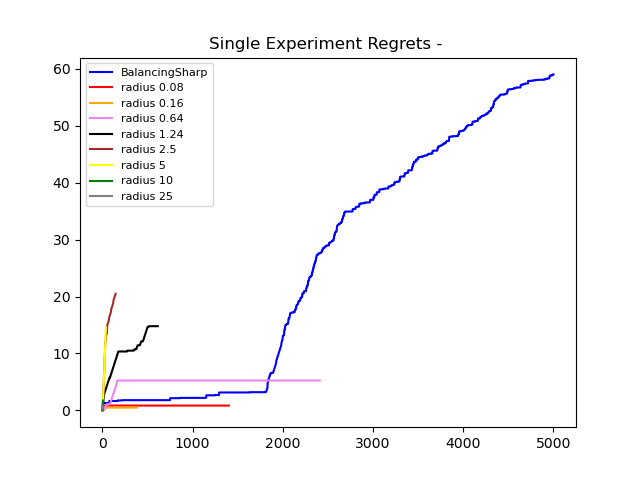 Single Experiment Regrets -
BalancingSharp
radius 0.08
radius 0.16
radius 0.64
radius 1.24
radius 2.5
radius 5
radius 10
radius 25
60
50
40
30
20
10
0
0 1000 2000 3000 4000 5000